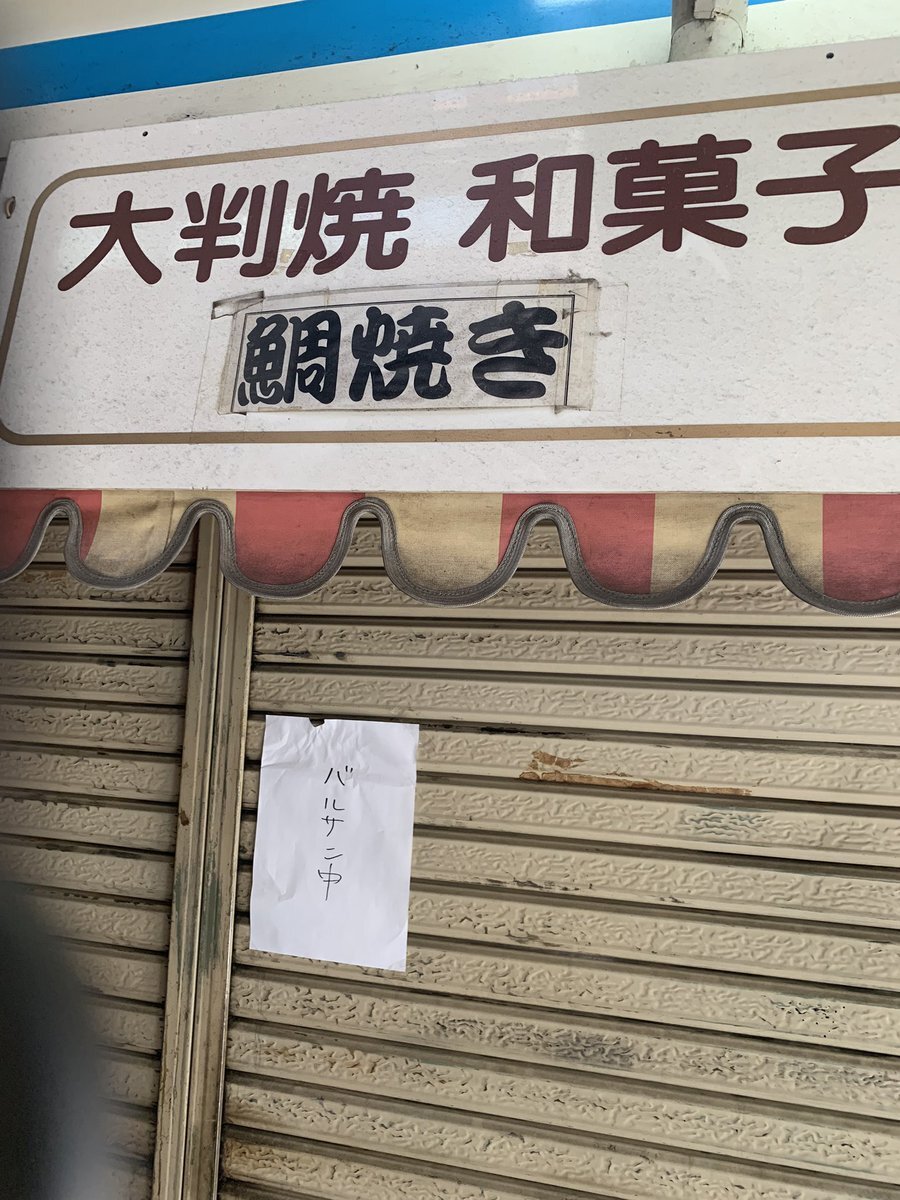 大判焼 和菓子
鯛焼き
バルサン中